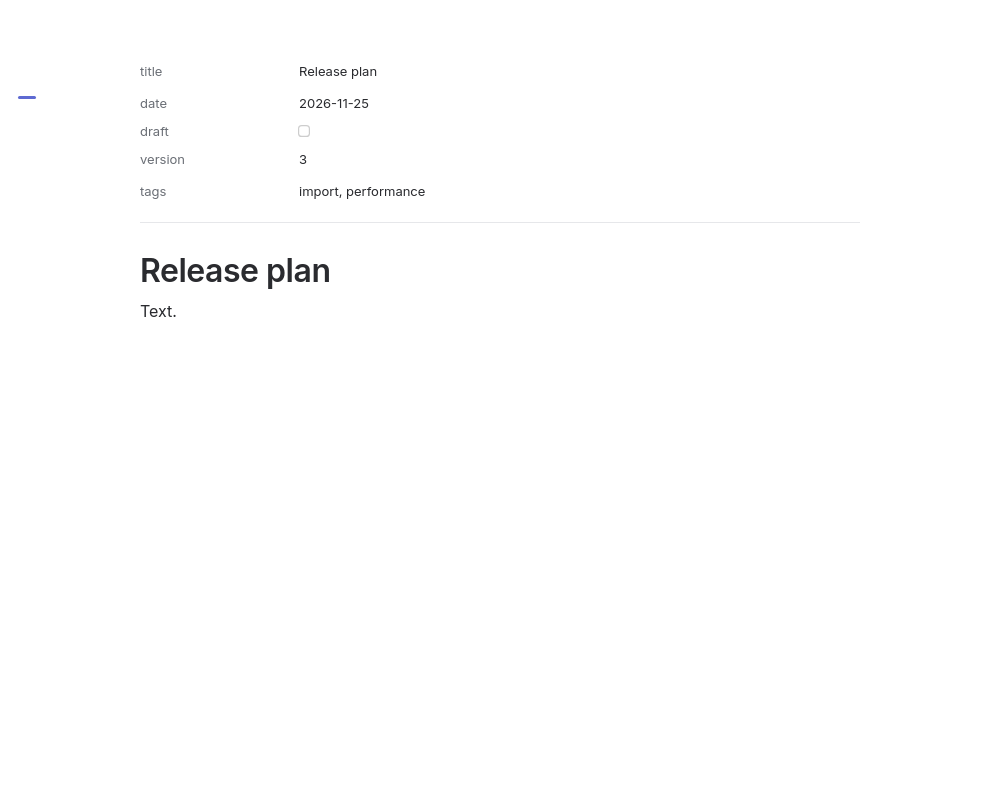 title Release plan
date 2026-11-25
draft
version 3
tags import, performance
Release plan
Text.